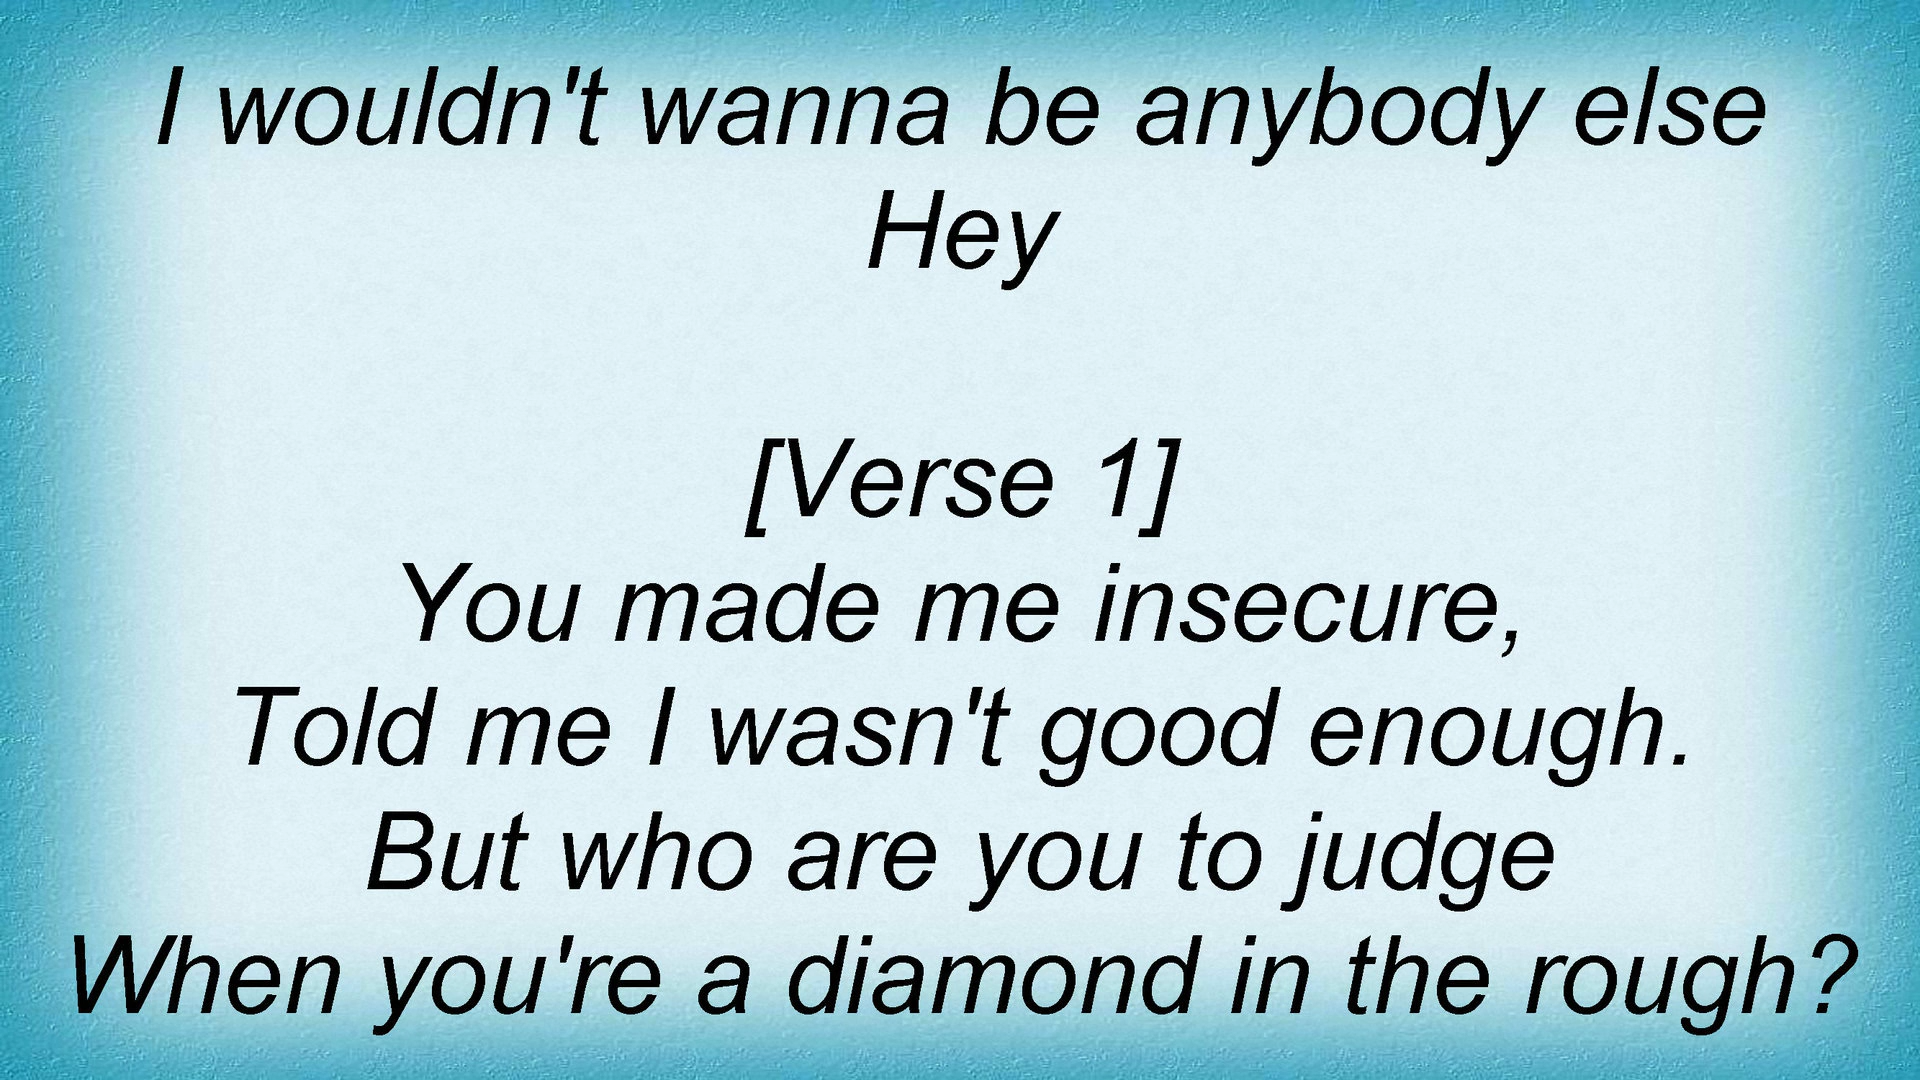 I wouldn't wanna be anybody else
Hey
[Verse 1]
You made me insecure,
Told me I wasn't good enough.
But who are you to judge
When you're a diamond in the rough?